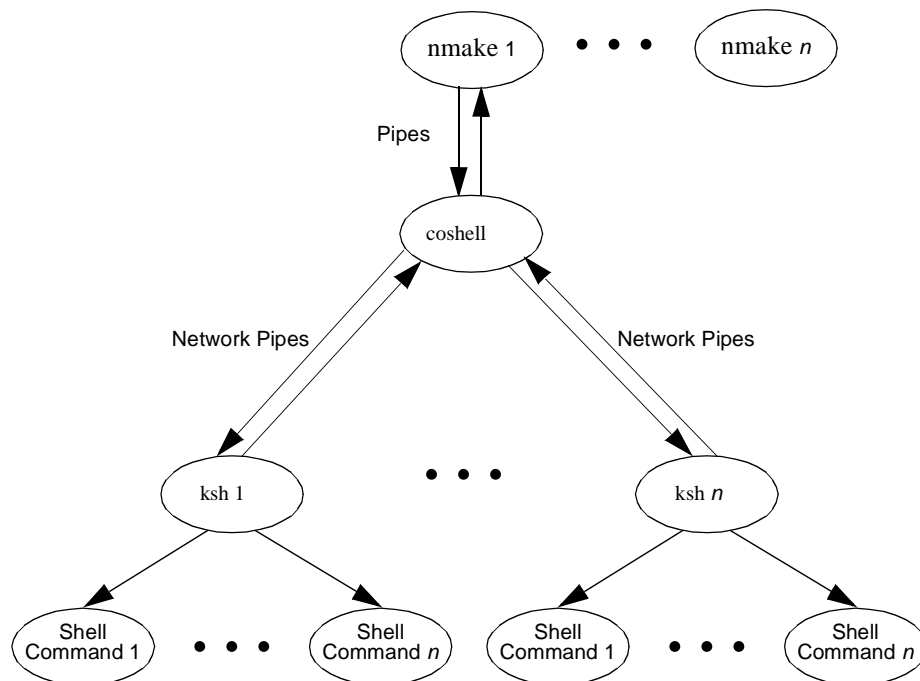 nmake 1
nmake n
Pipes
coshell
Network Pipes
Network Pipes
ksh 1
ksh n
Shell
Command 1
Shell
Command n
Shell
Command 1
Shell
Command n